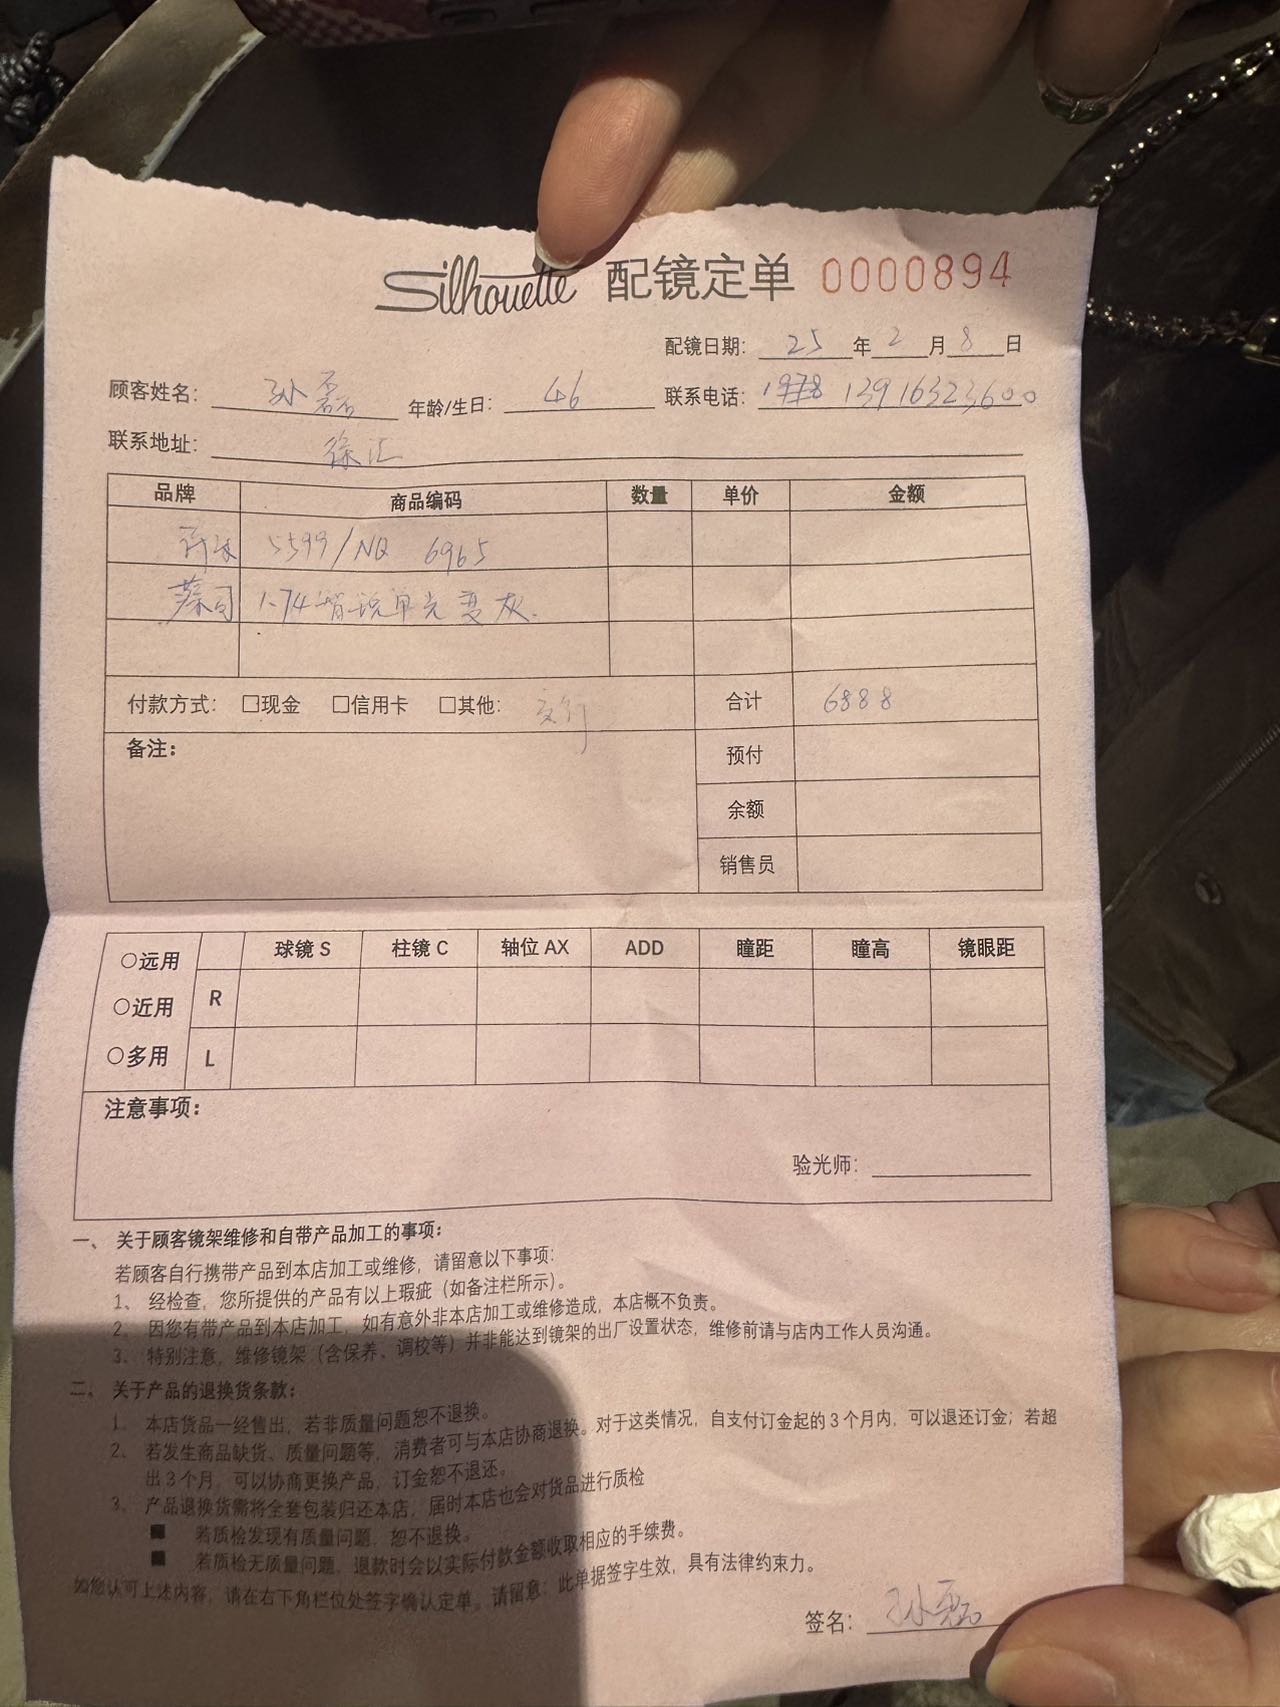 Silhouette 配镜定单 0000894
配镜日期: 25 年 2 月 8 日
顾客姓名: 孙磊 年龄/生日: 46 联系电话: 1978 13916323600
联系地址: 徐汇
品牌 商品编码 数量 单价 金额
诗乐 5599/NQ 6965
蔡司 1.74 单光变灰.
付款方式: □现金 □信用卡 □其他: 交行 合计 6888
备注: 预付
余额
销售员
○远用 球镜 S 柱镜 C 轴位 AX ADD 瞳距 瞳高 镜眼距
○近用 R
○多用 L
注意事项:
验光师:
一、 关于顾客镜架维修和自带产品加工的事项:
若顾客自行携带产品到本店加工或维修, 请留意以下事项:
1、 经检查, 您所提供的产品有以上瑕疵 (如备注栏所示)。
2、 因您有带产品到本店加工, 如有意外非本店加工或维修造成, 本店概不负责。
3、 特别注意, 维修镜架 (含保养、调校等) 并非能达到镜架的出厂设置状态, 维修前请与店内工作人员沟通。
二、 关于产品的退换货条款:
1、 本店货品一经售出, 若非质量问题恕不退换。
2、 若发生商品缺货、质量问题等, 消费者可与本店协商退换。对于这类情况, 自支付订金起的 3 个月内, 可以退还订金; 若超
出 3 个月, 可以协商更换产品, 订金恕不退还。
3、 产品退换货需将全套包装归还本店, 届时本店也会对货品进行质检
■ 若质检发现有质量问题, 恕不退换。
■ 若质检无质量问题, 退款时会以实际付款金额收取相应的手续费。
如您认可上述内容, 请在右下角栏位处签字确认定单。请留意: 此单据签字生效, 具有法律约束力。
签名: 孙磊